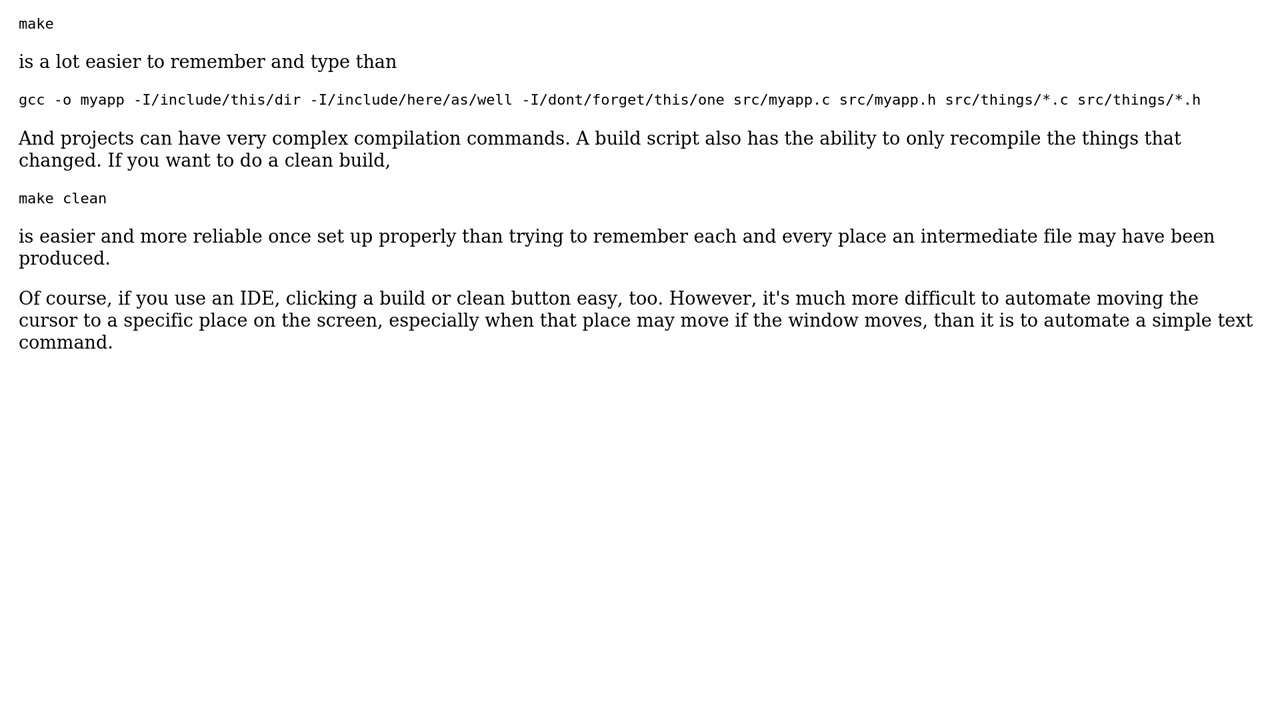 make
is a lot easier to remember and type than
gcc -o myapp -I/include/this/dir -I/include/here/as/well -I/dont/forget/this/one src/myapp.c src/myapp.h src/things/*.c src/things/*.h
And projects can have very complex compilation commands. A build script also has the ability to only recompile the things that
changed. If you want to do a clean build,
make clean
is easier and more reliable once set up properly than trying to remember each and every place an intermediate file may have been
produced.
Of course, if you use an IDE, clicking a build or clean button easy, too. However, it's much more difficult to automate moving the
cursor to a specific place on the screen, especially when that place may move if the window moves, than it is to automate a simple text
command.